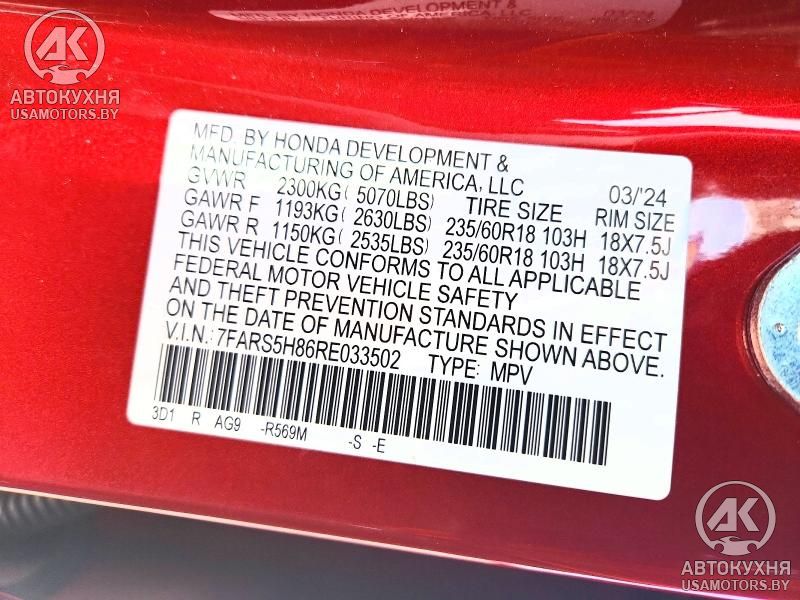 АК
АВТОКУХНЯ
USAMOTORS.BY
MFD. BY HONDA DEVELOPMENT &
MANUFACTURING OF AMERICA, LLC 03/'24
GVWR 2300KG ( 5070LBS) TIRE SIZE RIM SIZE
GAWR F 1193KG ( 2630LBS) 235/60R18 103H 18X7.5J
GAWR R 1150KG ( 2535LBS) 235/60R18 103H 18X7.5J
THIS VEHICLE CONFORMS TO ALL APPLICABLE
FEDERAL MOTOR VEHICLE SAFETY
AND THEFT PREVENTION STANDARDS IN EFFECT
ON THE DATE OF MANUFACTURE SHOWN ABOVE.
V.I.N.: 7FARS5H86RE033502 TYPE: MPV
3D1 R AG9 -R569M -S -E
АК
АВТОКУХНЯ
USAMOTORS.BY